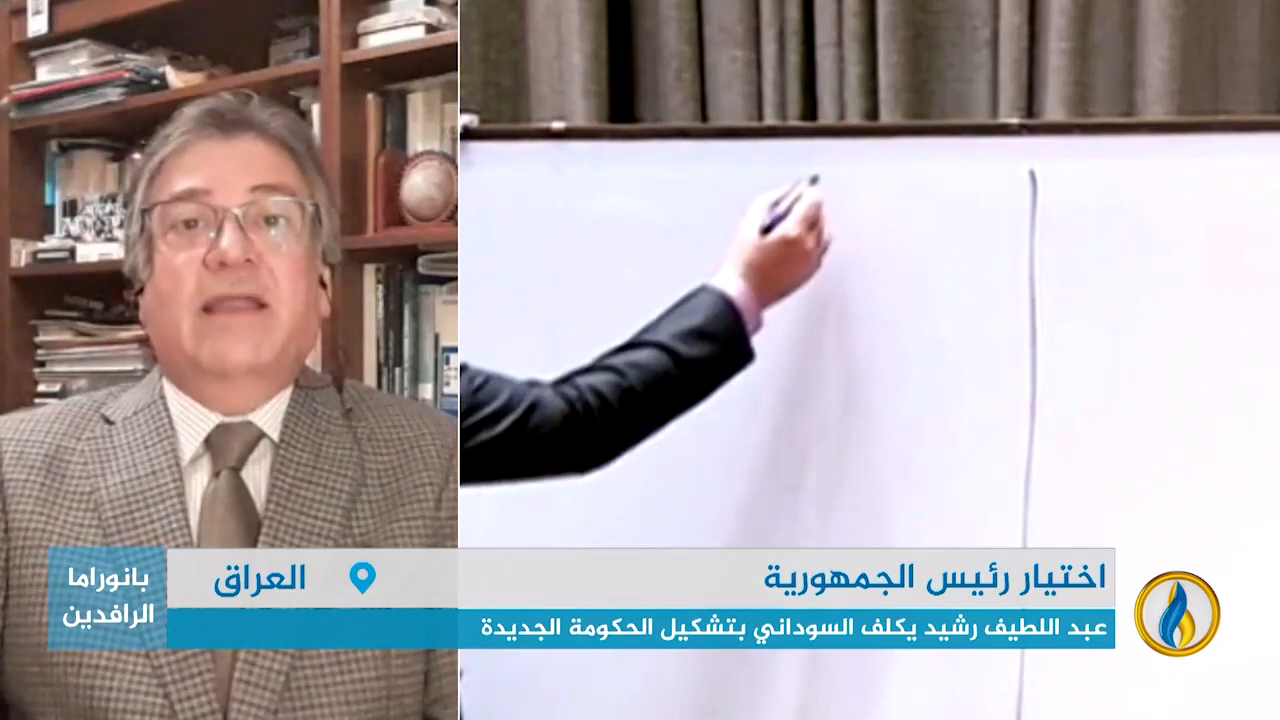 اختيار رئيس الجمهورية
العراق
عبد اللطيف رشيد يكلف السوداني بتشكيل الحكومة الجديدة
بانوراما
الرافدين